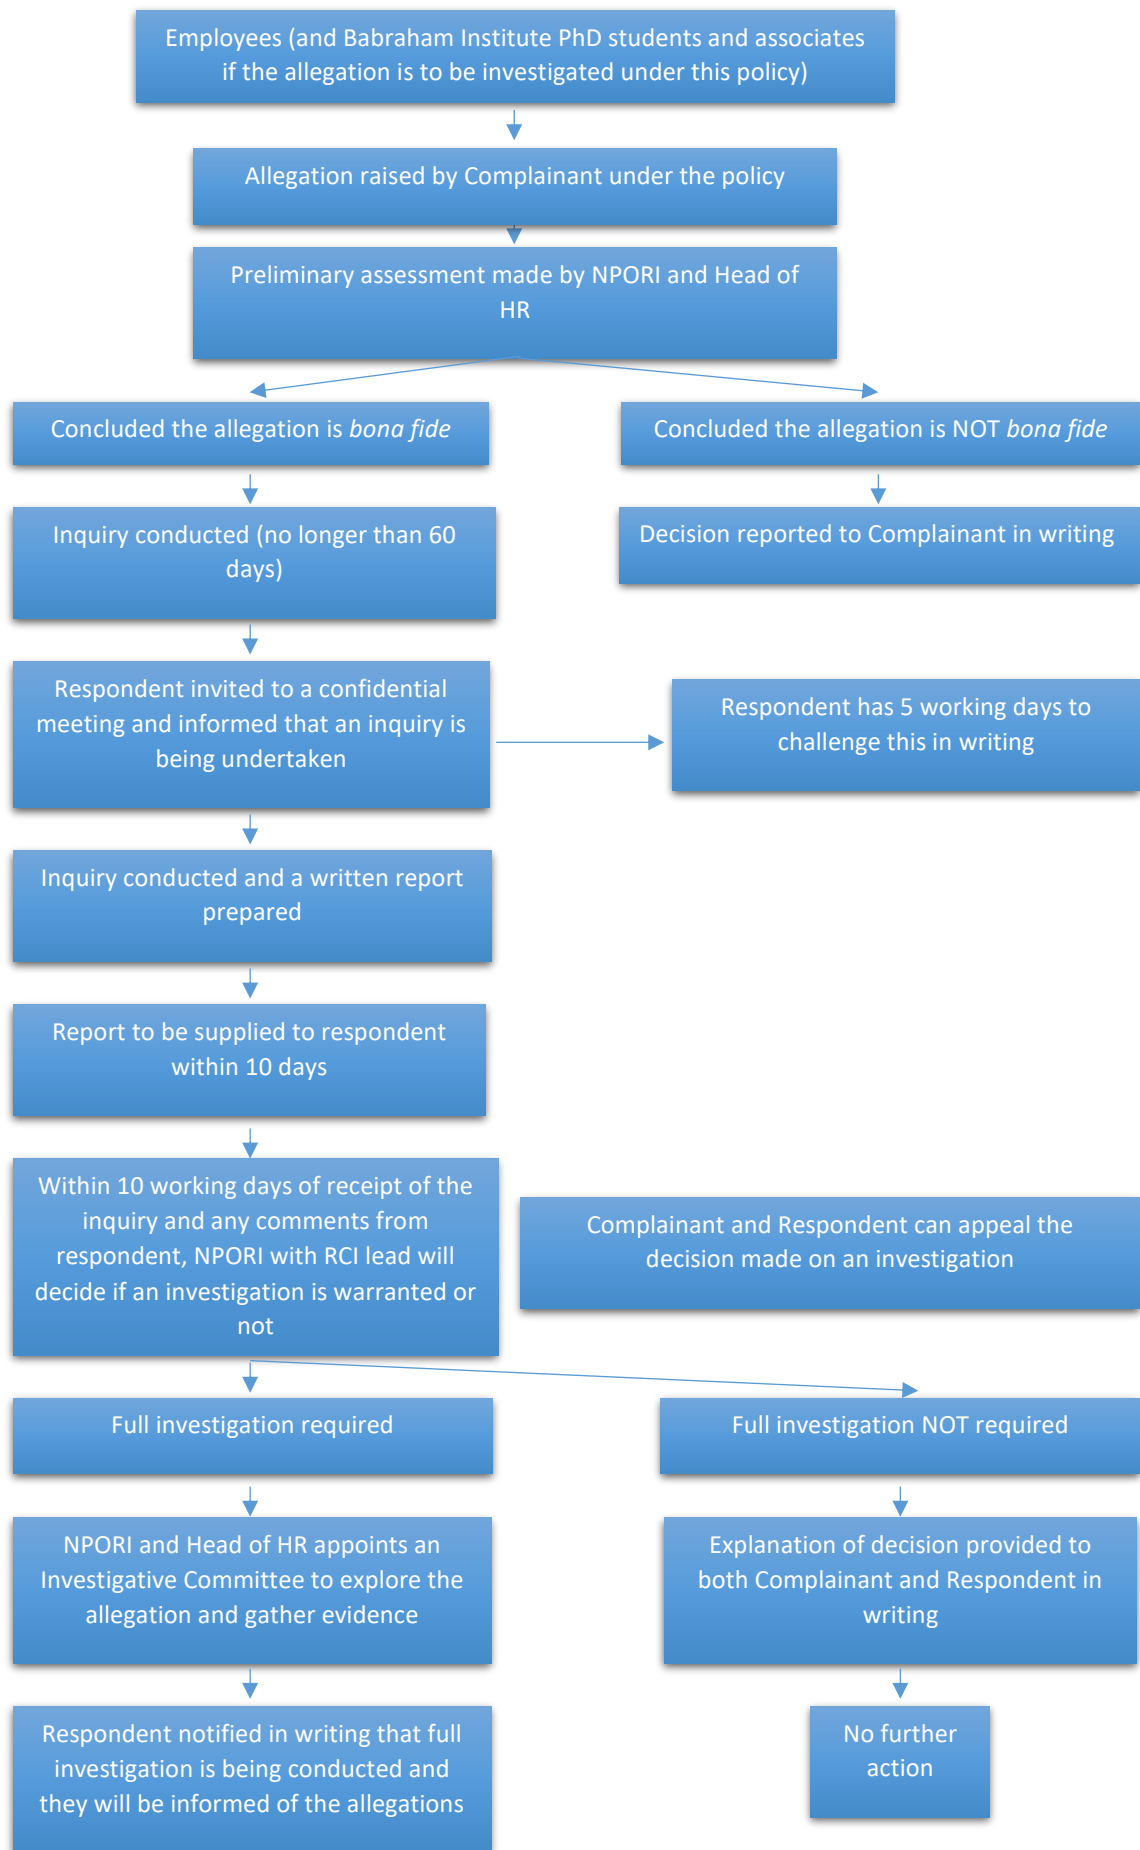 Employees (and Babraham Institute PhD students and associates
if the allegation is to be investigated under this policy)
Allegation raised by Complainant under the policy
Preliminary assessment made by NPORI and Head of
HR
Concluded the allegation is bona fide
Concluded the allegation is NOT bona fide
Inquiry conducted (no longer than 60
days)
Decision reported to Complainant in writing
Respondent invited to a confidential
meeting and informed that an inquiry is
being undertaken
Respondent has 5 working days to
challenge this in writing
Inquiry conducted and a written report
prepared
Report to be supplied to respondent
within 10 days
Within 10 working days of receipt of the
inquiry and any comments from
respondent, NPORI with RCI lead will
decide if an investigation is warranted or
not
Complainant and Respondent can appeal the
decision made on an investigation
Full investigation required
Full investigation NOT required
NPORI and Head of HR appoints an
Investigative Committee to explore the
allegation and gather evidence
Explanation of decision provided to
both Complainant and Respondent in
writing
Respondent notified in writing that full
investigation is being conducted and
they will be informed of the allegations
No further
action